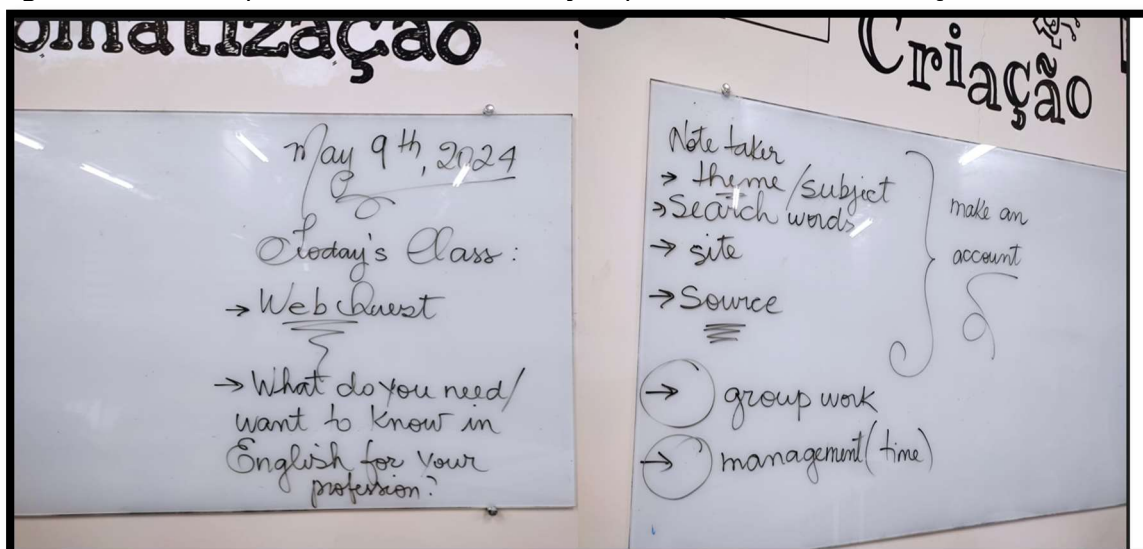 omatização
May 9th, 2024
Today's Class:
→ WebQuest
→ What do you need/
want to know in
English for your
profession?
Criação
Note taker
→ theme/subject
→ Search words
→ site
→ Source
make an
account
→ group work
→ management (time)